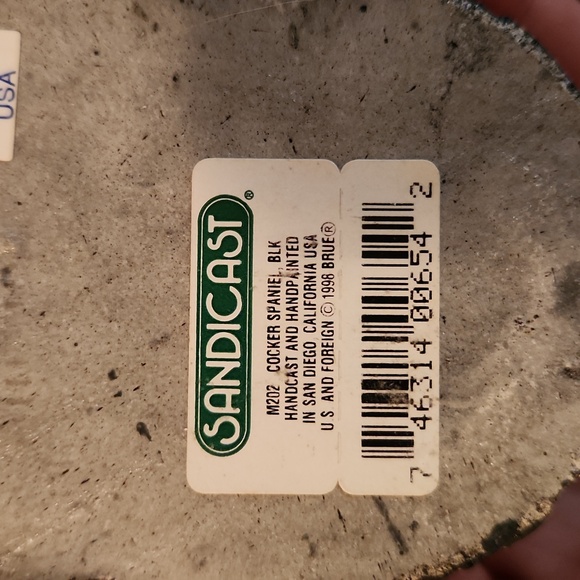 USA
SANDICAST®
M202 COCKER SPANIEL, BLK
HANDCAST AND HANDPAINTED
IN SAN DIEGO, CALIFORNIA USA
U S AND FOREIGN © 1998 BRUE®
7 46314 00654 2